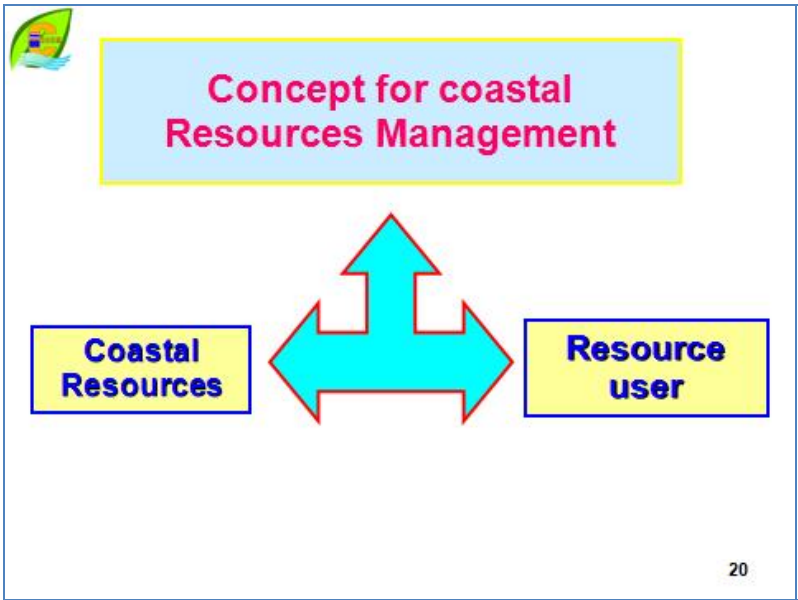 Concept for coastal
Resources Management
Coastal
Resources
Resource
user
20